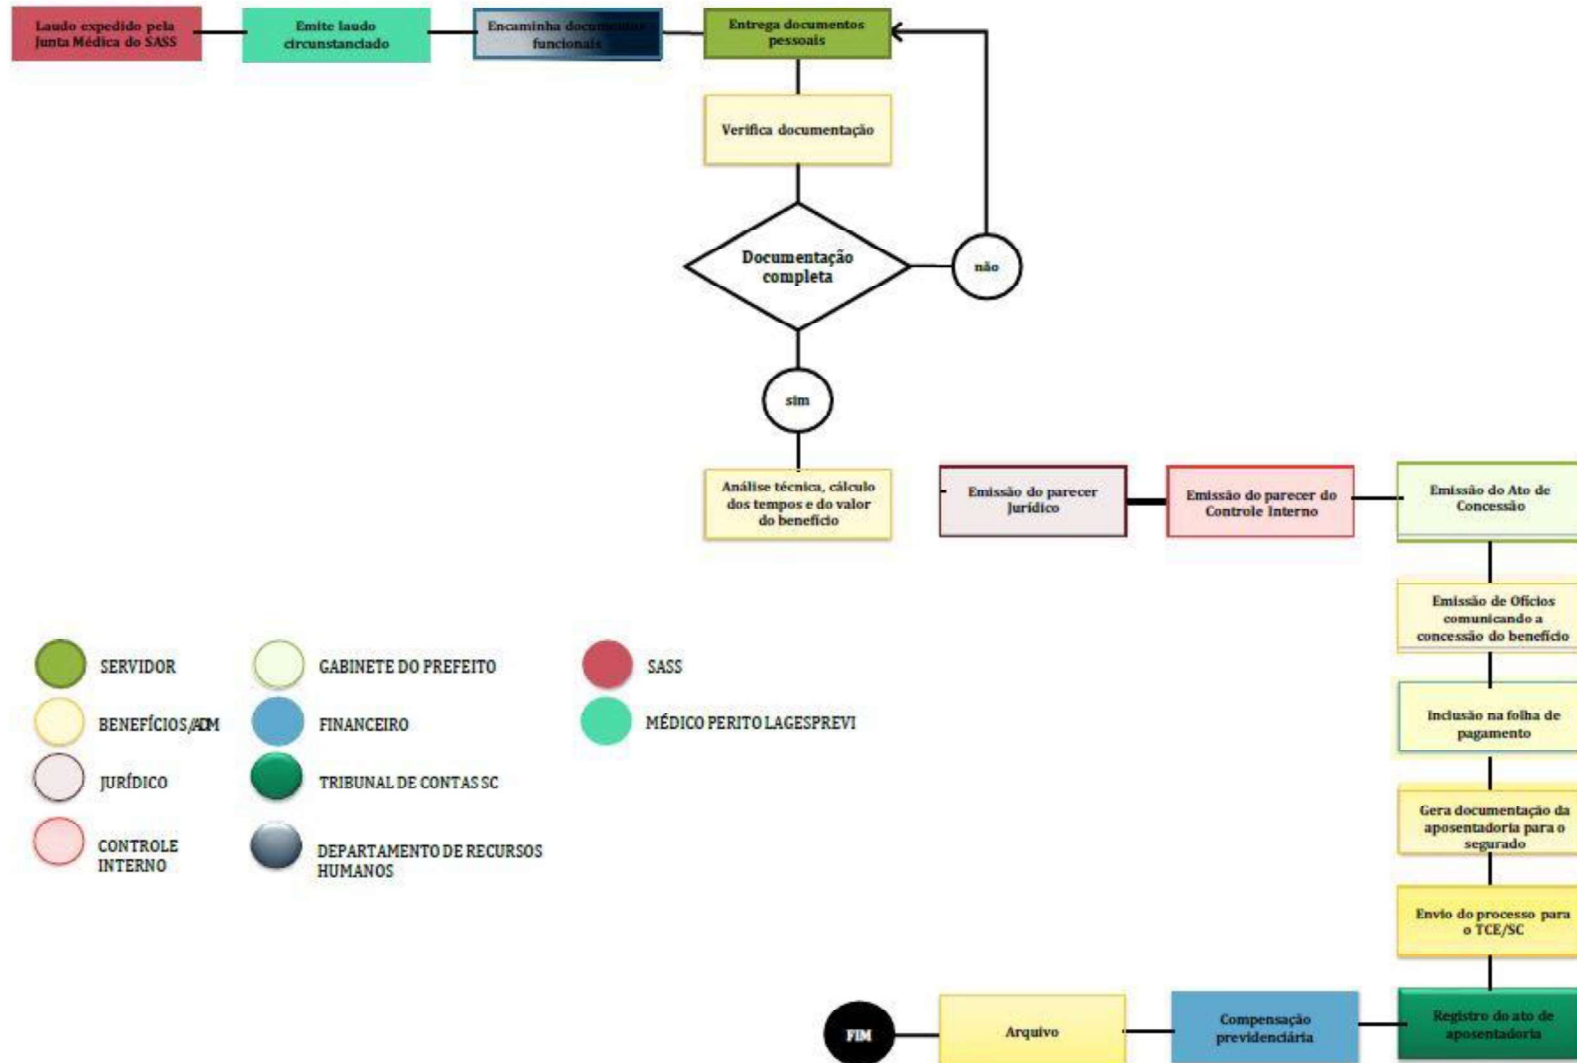 Laudo expedido pela
Junta Médica do SASS
Emite laudo
circunstanciado
Encaminha documentos
funcionais
Entrega documentos
pessoais
Verifica documentação
Documentação
completa
não
sim
Análise técnica, cálculo
dos tempos e do valor
do benefício
Emissão do parecer
Jurídico
Emissão do parecer do
Controle Interno
Emissão do Ato de
Concessão
Emissão de Ofícios
comunicando a
concessão do benefício
Inclusão na folha de
pagamento
Gera documentação da
aposentadoria para o
segurado
Envio do processo para
o TCE/SC
Registro do ato de
aposentadoria
Compensação
previdenciária
Arquivo
FIM
SERVIDOR
BENEFÍCIOS/ADM
JURÍDICO
CONTROLE
INTERNO
GABINETE DO PREFEITO
FINANCEIRO
TRIBUNAL DE CONTAS SC
DEPARTAMENTO DE RECURSOS
HUMANOS
SASS
MÉDICO PERITO LAGESPREVI